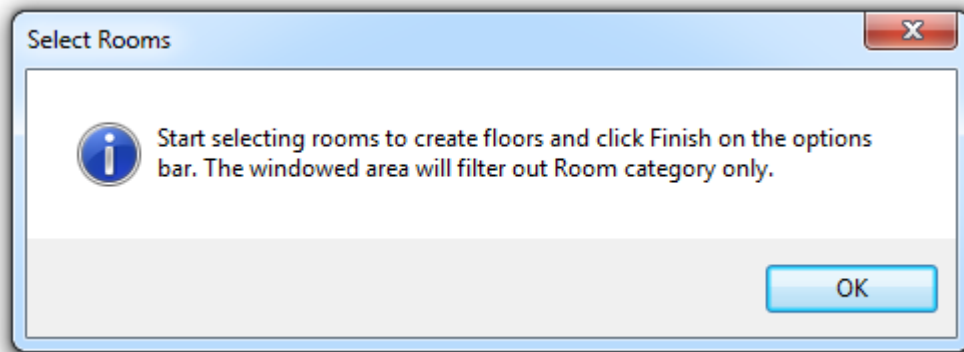 Select Rooms
Start selecting rooms to create floors and click Finish on the options
bar. The windowed area will filter out Room category only.
OK